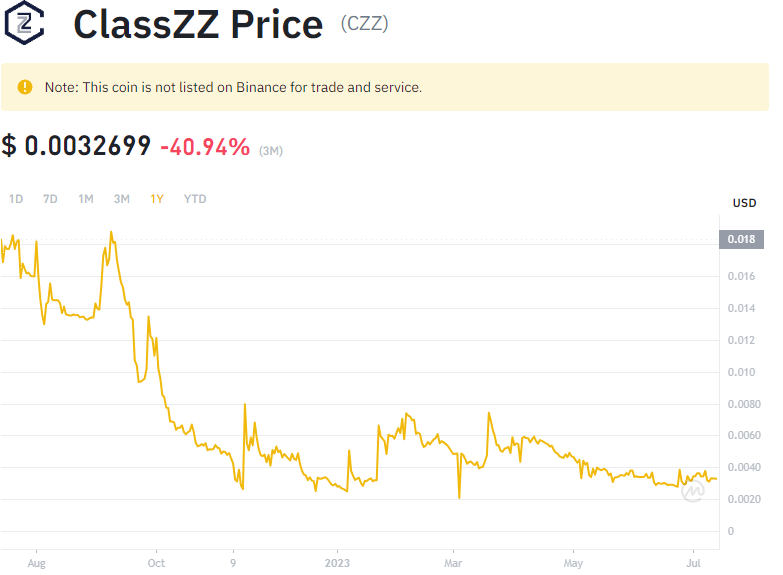 ClassZZ Price (CZZ)
Note: This coin is not listed on Binance for trade and service.
$ 0.0032699 -40.94% (3M)
1D 7D 1M 3M 1Y YTD
USD
0.018
0.016
0.014
0.012
0.010
0.0080
0.0060
0.0040
0.0020
0
Aug Oct 9 2023 Mar May Jul